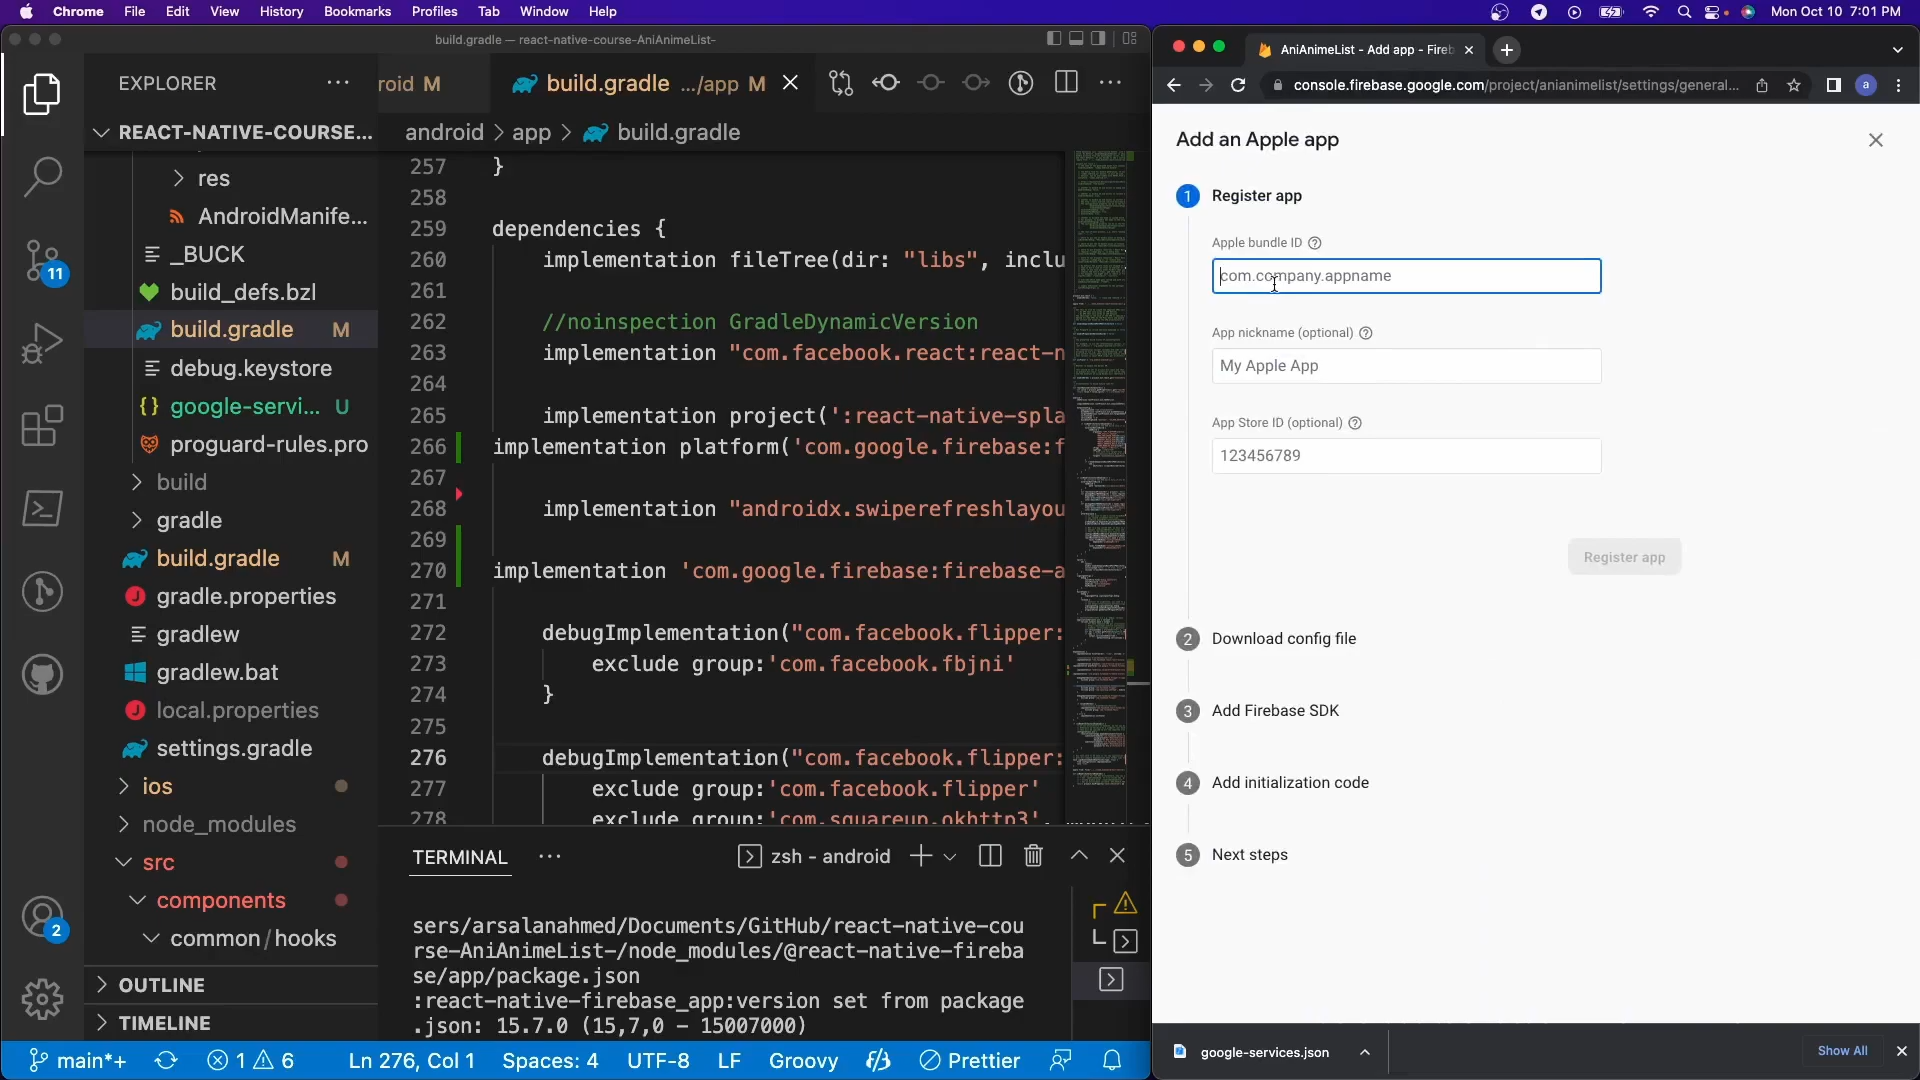 Chrome File Edit View History Bookmarks Profiles Tab Window Help Mon Oct 10 7:01 PM
build.gradle — react-native-course-AniAnimeList-
EXPLORER
REACT-NATIVE-COURSE...
res
AndroidManife...
_BUCK
build_defs.bzl
build.gradle M
debug.keystore
google-servi... U
proguard-rules.pro
build
gradle
build.gradle M
gradle.properties
gradlew
gradlew.bat
local.properties
settings.gradle
ios
node_modules
src
components
common/hooks
OUTLINE
TIMELINE
11
2
roid M
build.gradle .../app M
android > app > build.gradle
257 }
258
259 dependencies {
260 implementation fileTree(dir: "libs", inclu
261
262 //noinspection GradleDynamicVersion
263 implementation "com.facebook.react:react-n
264
265 implementation project(':react-native-spla
266 implementation platform('com.google.firebase:f
267
268 implementation "androidx.swiperefreshlayou
269
270 implementation 'com.google.firebase:firebase-a
271
272 debugImplementation("com.facebook.flipper:
273 exclude group:'com.facebook.fbjni'
274 }
275
276 debugImplementation("com.facebook.flipper:
277 exclude group:'com.facebook.flipper'
278 exclude group:'com.squareup.okhttp3'
TERMINAL
zsh - android
sers/arsalanahmed/Documents/GitHub/react-native-cou
rse-AniAnimeList-/node_modules/@react-native-fireba
se/app/package.json
:react-native-firebase_app:version set from package
.json: 15.7.0 (15,7,0 - 15007000)
main*+ 1 6 Ln 276, Col 1 Spaces: 4 UTF-8 LF Groovy Prettier
AniAnimeList - Add app - Fireb
console.firebase.google.com/project/anianimelist/settings/general...
a
Add an Apple app
1 Register app
Apple bundle ID
com.company.appname
App nickname (optional)
My Apple App
App Store ID (optional)
123456789
Register app
2 Download config file
3 Add Firebase SDK
4 Add initialization code
5 Next steps
google-services.json
Show All